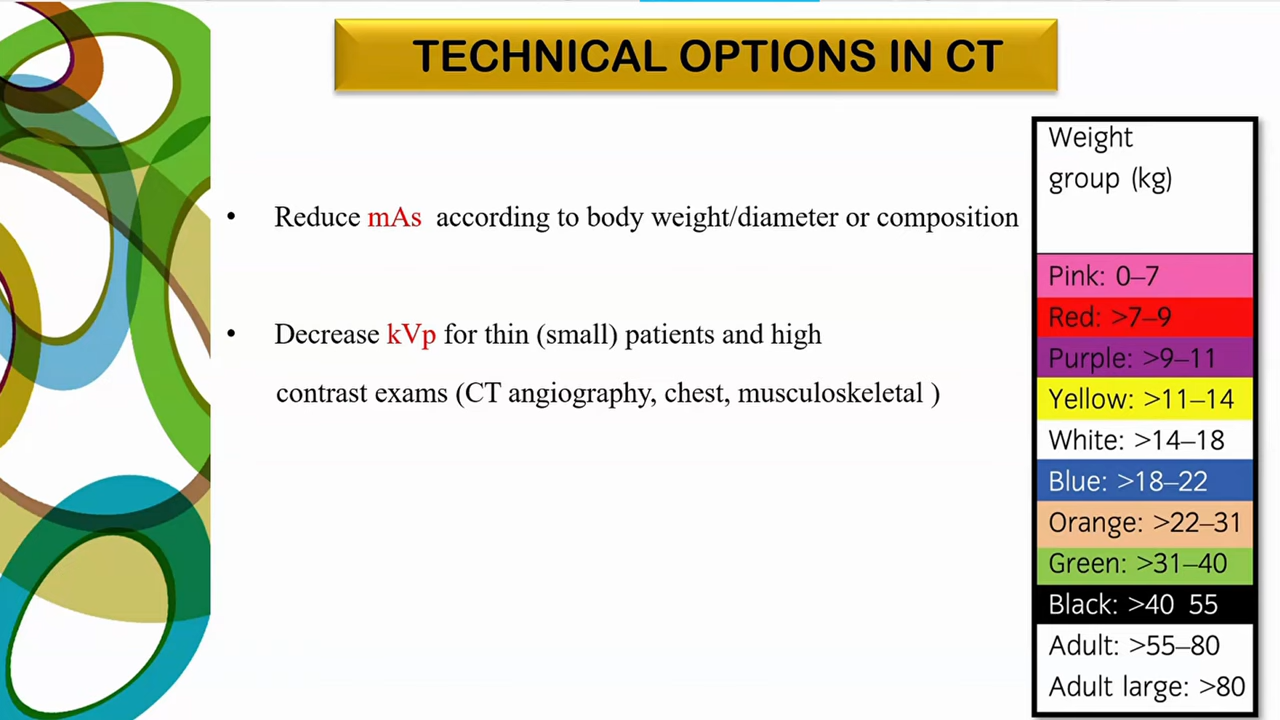 TECHNICAL OPTIONS IN CT
• Reduce mAs according to body weight/diameter or composition
• Decrease kVp for thin (small) patients and high
contrast exams (CT angiography, chest, musculoskeletal )
Weight
group (kg)
Pink: 0–7
Red: >7–9
Purple: >9–11
Yellow: >11–14
White: >14–18
Blue: >18–22
Orange: >22–31
Green: >31–40
Black: >40 55
Adult: >55–80
Adult large: >80